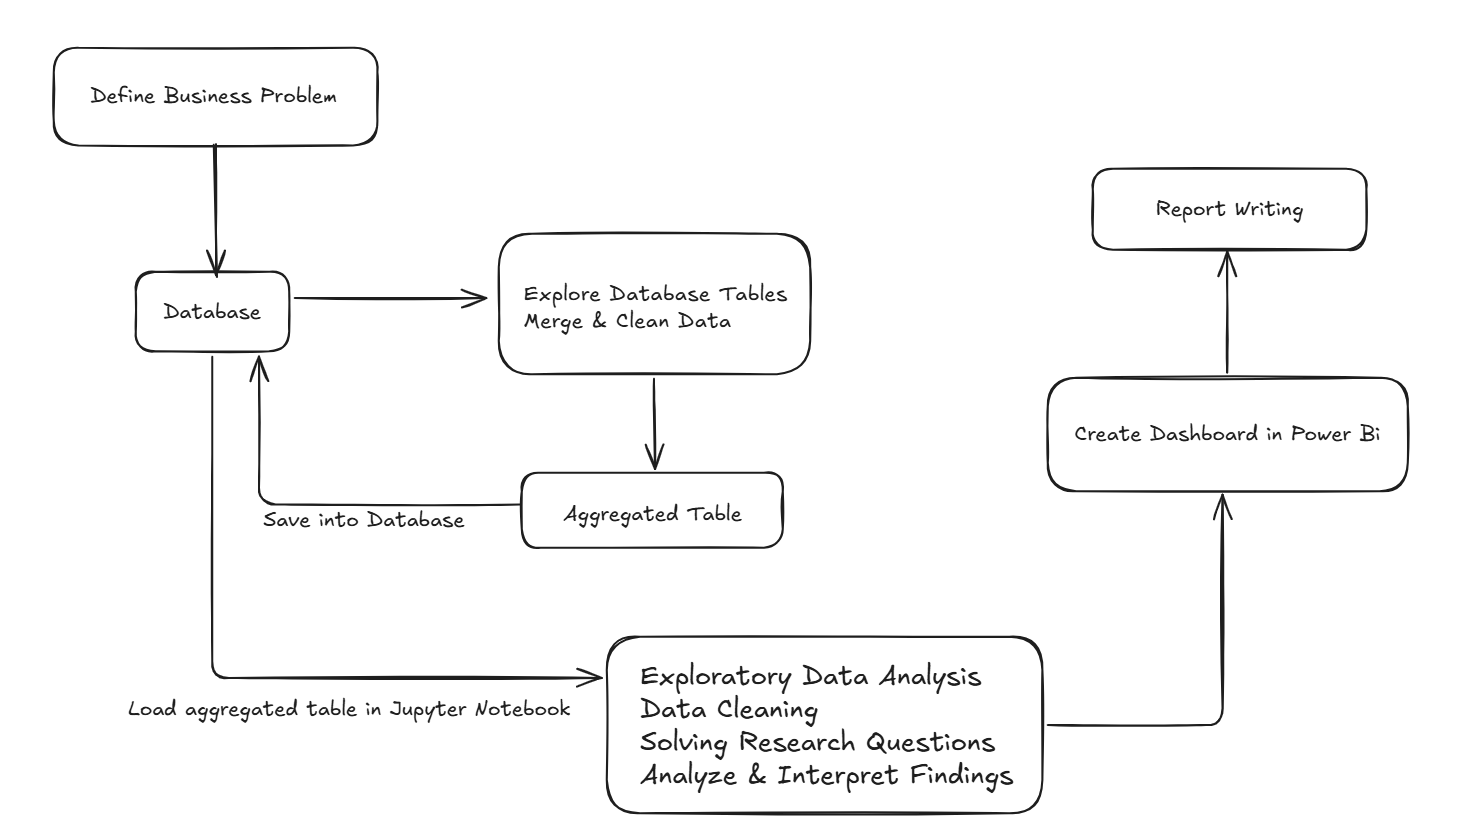 Define Business Problem
Database
Explore Database Tables
Merge & Clean Data
Aggregated Table
Save into Database
Load aggregated table in Jupyter Notebook
Exploratory Data Analysis
Data Cleaning
Solving Research Questions
Analyze & Interpret Findings
Create Dashboard in Power Bi
Report Writing